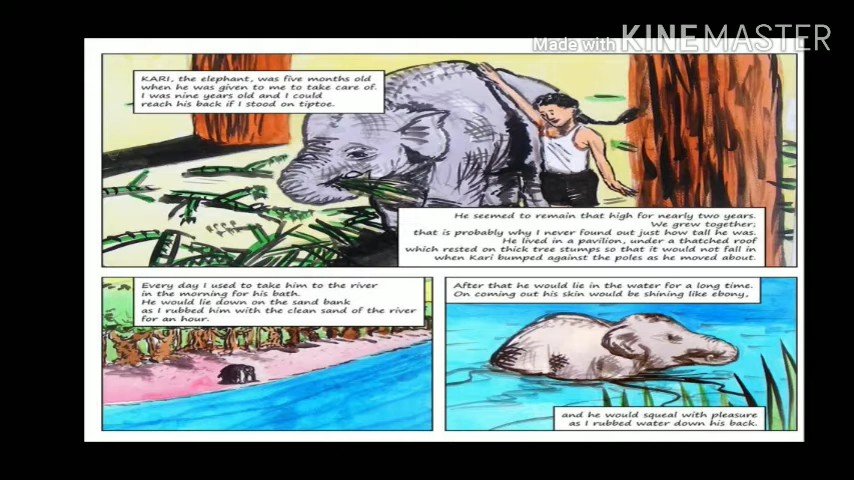 Made with KINEMASTER
KARI, the elephant, was five months old
when he was given to me to take care of.
I was nine years old and I could
reach his back if I stood on tiptoe.
He seemed to remain that high for nearly two years.
We grew together;
that is probably why I never found out just how tall he was.
He lived in a pavilion, under a thatched roof
which rested on thick tree stumps so that it would not fall in
when Kari bumped against the poles as he moved about.
Every day I used to take him to the river
in the morning for his bath.
He would lie down on the sand bank
as I rubbed him with the clean sand of the river
for an hour.
After that he would lie in the water for a long time.
On coming out his skin would be shining like ebony,
and he would squeal with pleasure
as I rubbed water down his back.